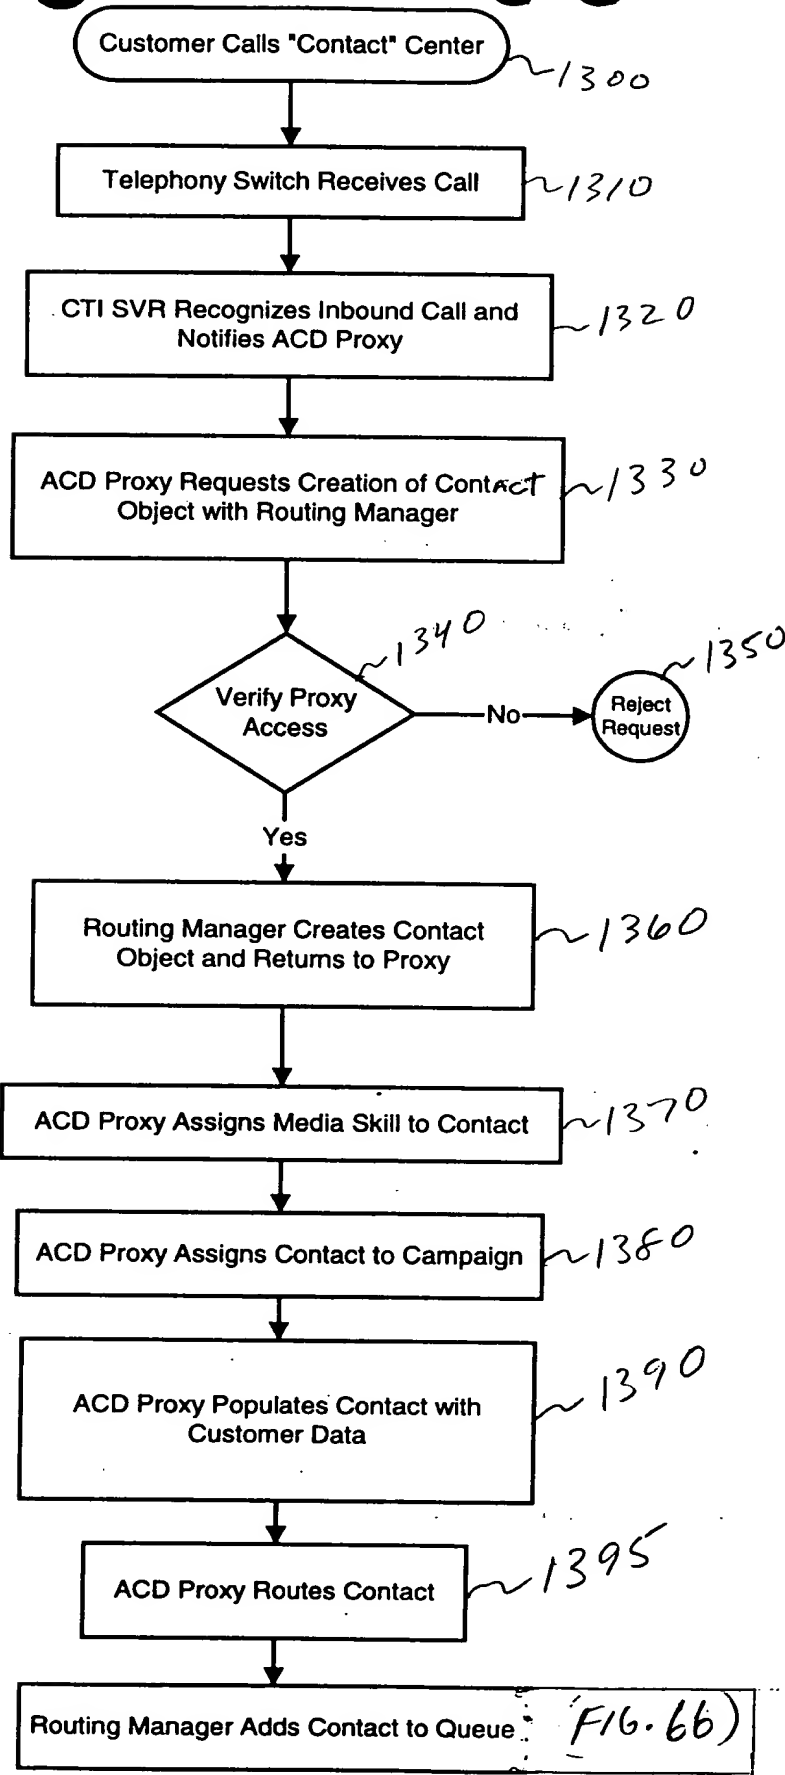 Customer Calls "Contact" Center
1300
Telephony Switch Receives Call
1310
CTI SVR Recognizes Inbound Call and
Notifies ACD Proxy
1320
ACD Proxy Requests Creation of Contact
Object with Routing Manager
1330
1340
Verify Proxy
Access
No
1350
Reject
Request
Yes
Routing Manager Creates Contact
Object and Returns to Proxy
1360
ACD Proxy Assigns Media Skill to Contact
1370
ACD Proxy Assigns Contact to Campaign
1380
ACD Proxy Populates Contact with
Customer Data
1390
ACD Proxy Routes Contact
1395
Routing Manager Adds Contact to Queue
FIG. 66)